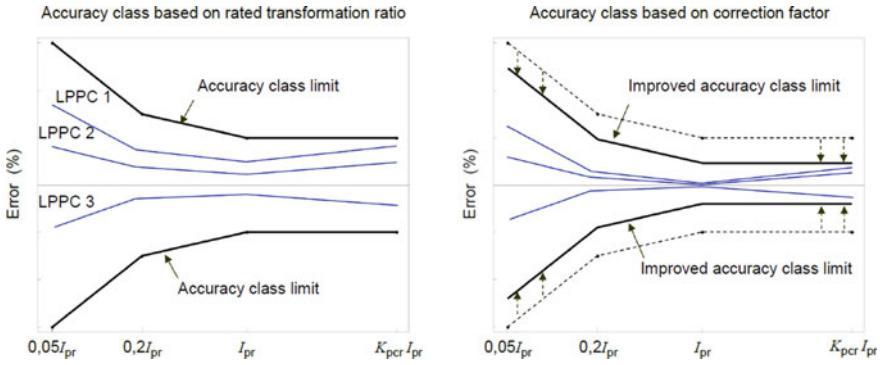 Accuracy class based on rated transformation ratio
Error (%)
LPPC 1
LPPC 2
LPPC 3
Accuracy class limit
Accuracy class limit
0,05Ipr
0,2Ipr
Ipr
Kpcr Ipr
Accuracy class based on correction factor
Error (%)
Improved accuracy class limit
Improved accuracy class limit
0,05Ipr
0,2Ipr
Ipr
Kpcr Ipr